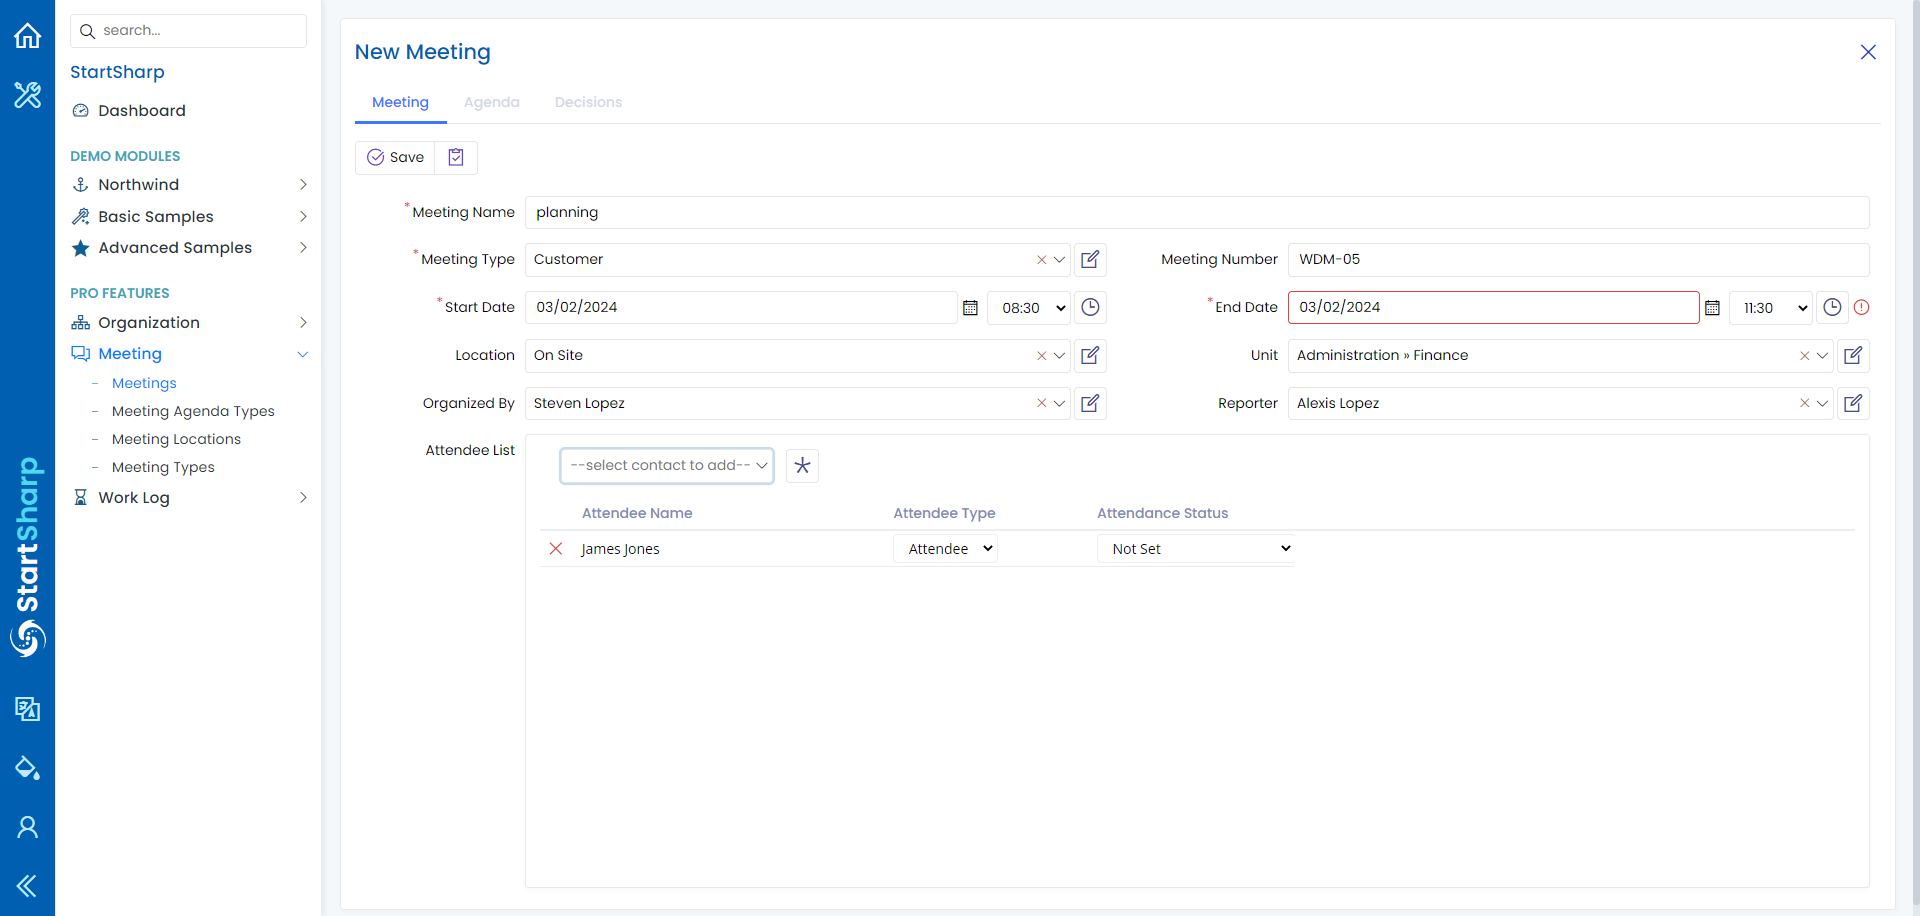 search...
StartSharp
Dashboard
DEMO MODULES
Northwind
Basic Samples
Advanced Samples
PRO FEATURES
Organization
Meeting
- Meetings
- Meeting Agenda Types
- Meeting Locations
- Meeting Types
Work Log
StartSharp
New Meeting
Meeting Agenda Decisions
Save
*Meeting Name planning
*Meeting Type Customer Meeting Number WDM-05
*Start Date 03/02/2024 08:30 *End Date 03/02/2024 11:30
Location On Site Unit Administration » Finance
Organized By Steven Lopez Reporter Alexis Lopez
Attendee List --select contact to add--
Attendee Name Attendee Type Attendance Status
James Jones Attendee Not Set